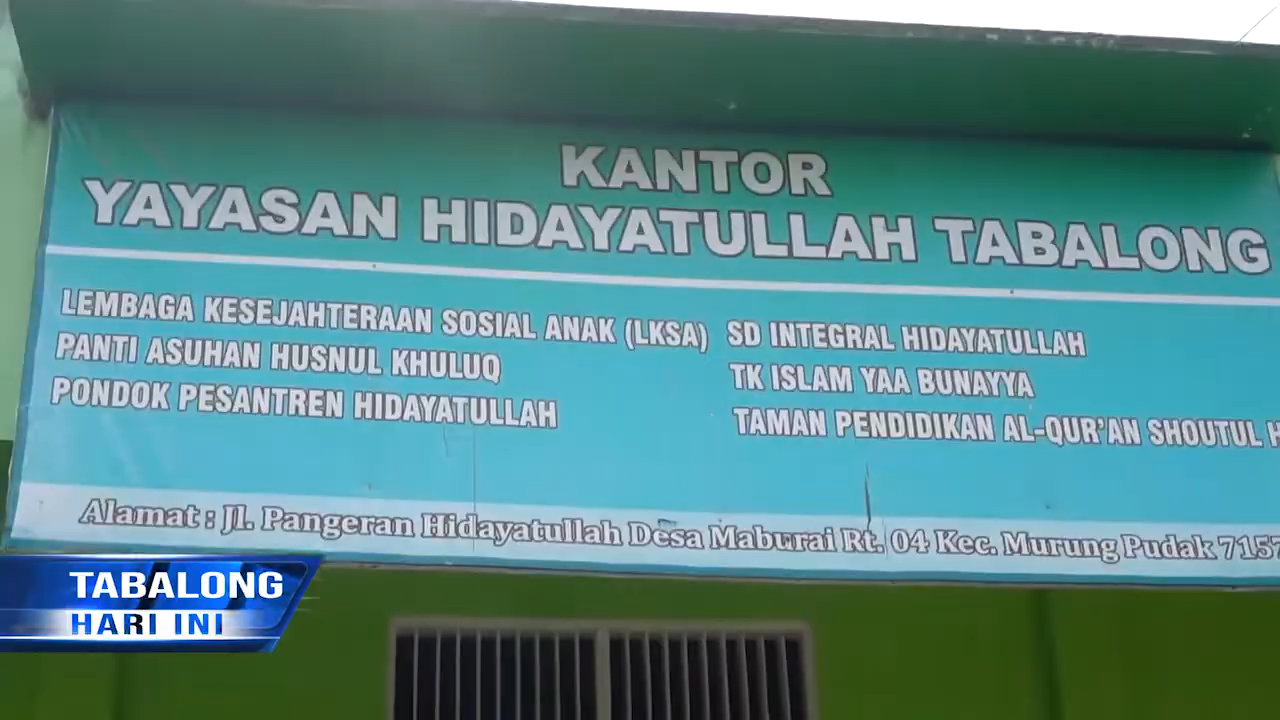 KANTOR
YAYASAN HIDAYATULLAH TABALONG
LEMBAGA KESEJAHTERAAN SOSIAL ANAK (LKSA)
PANTI ASUHAN HUSNUL KHULUQ
PONDOK PESANTREN HIDAYATULLAH
SD INTEGRAL HIDAYATULLAH
TK ISLAM YAA BUNAYYA
TAMAN PENDIDIKAN AL-QUR'AN SHOUTUL
Alamat : Jl. Pangeran Hidayatullah Desa Maburai Rt. 04 Kec. Murung Pudak
TABALONG
HARI INI